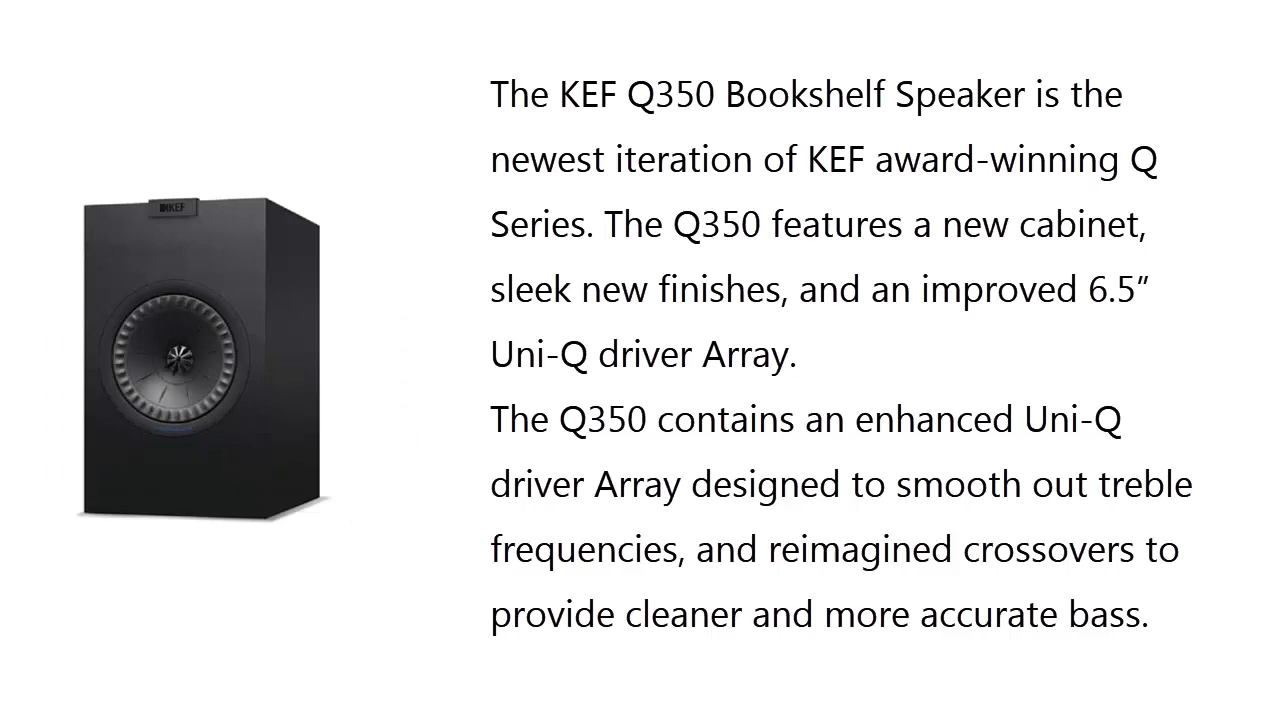 KEF
The KEF Q350 Bookshelf Speaker is the
newest iteration of KEF award-winning Q
Series. The Q350 features a new cabinet,
sleek new finishes, and an improved 6.5”
Uni-Q driver Array.
The Q350 contains an enhanced Uni-Q
driver Array designed to smooth out treble
frequencies, and reimagined crossovers to
provide cleaner and more accurate bass.